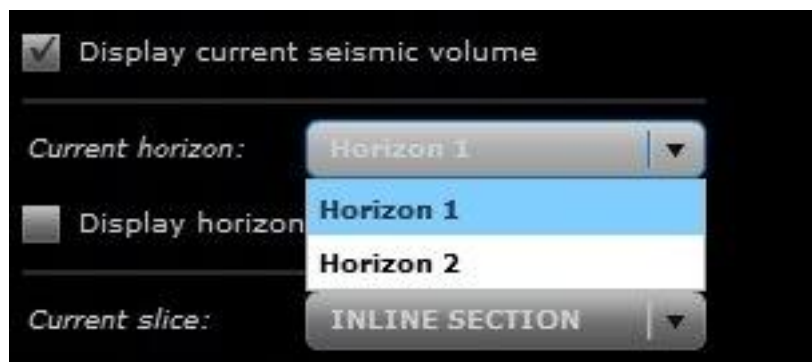 Display current seismic volume
Current horizon: Horizon 1
Horizon 1
Display horizon
Horizon 2
Current slice: INLINE SECTION